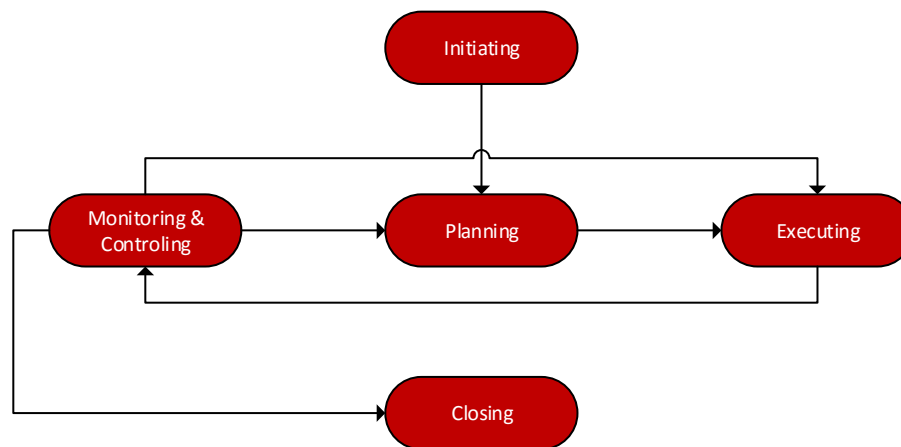 Initiating
Monitoring &
Controling
Planning
Executing
Closing